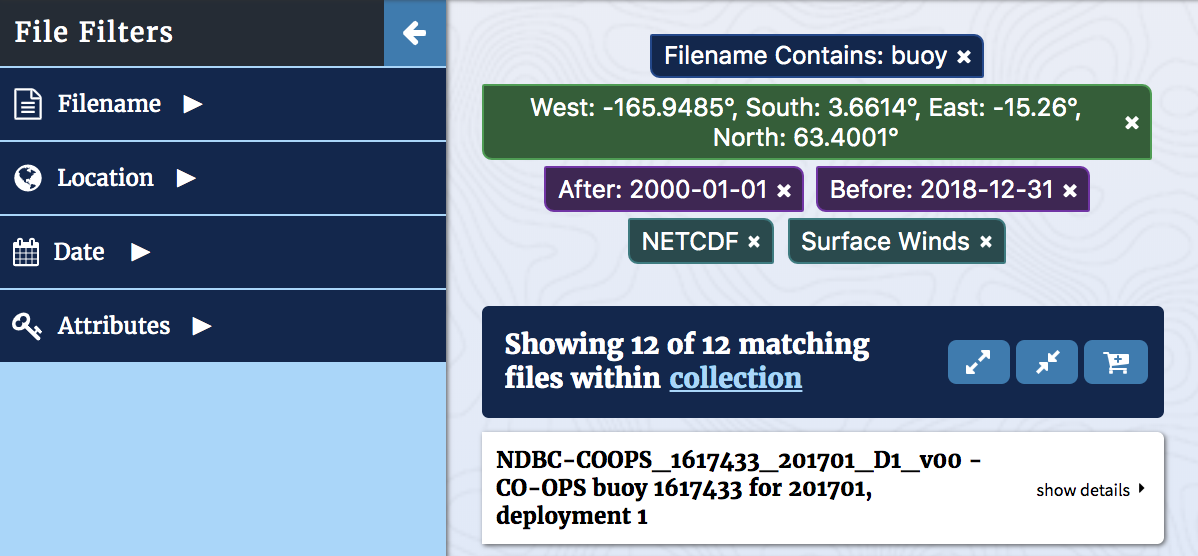 File Filters
Filename
Location
Date
Attributes
Filename Contains: buoy ×
West: -165.9485°, South: 3.6614°, East: -15.26°,
North: 63.4001° ×
After: 2000-01-01 × Before: 2018-12-31 ×
NETCDF × Surface Winds ×
Showing 12 of 12 matching
files within collection
NDBC-COOPS_1617433_201701_D1_v00 -
CO-OPS buoy 1617433 for 201701,
deployment 1
show details